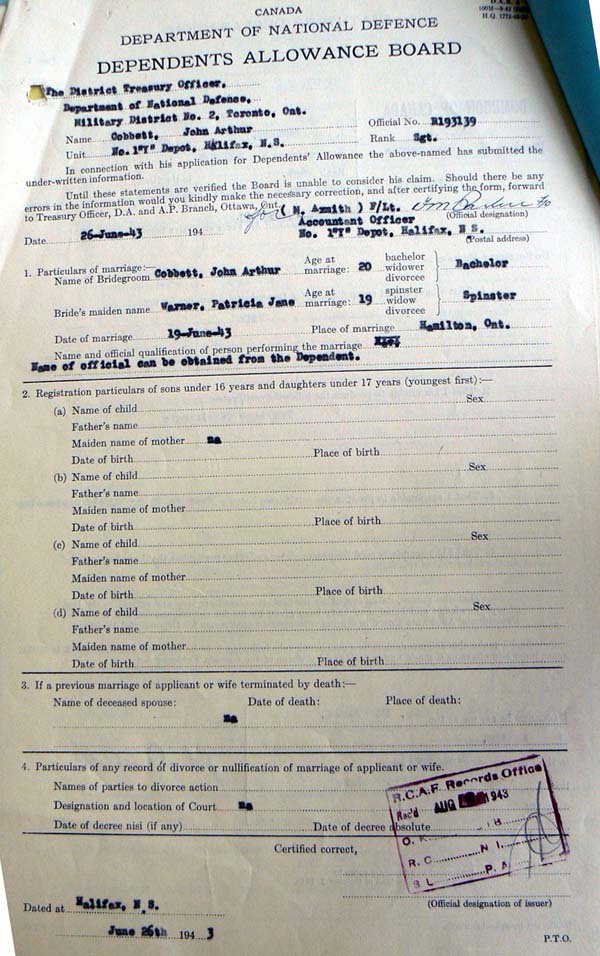 CANADA
DEPARTMENT OF NATIONAL DEFENCE
DEPENDENTS ALLOWANCE BOARD
The District Treasury Officer,
Department of National Defence,
Military District No. 2, Toronto, Ont.
Name Cobbett, John Arthur Official No. R193139
Unit No. 1"Y" Depot, Halifax, N.S. Rank Sgt.
In connection with his application for Dependents' Allowance the above-named has submitted the
under-written information.
Until these statements are verified the Board is unable to consider his claim. Should there be any
errors in the information would you kindly make the necessary correction, and after certifying the form, forward
to Treasury Officer, D.A. and A.P. Branch, Ottawa, Ont.
for ( N. Asmith ) F/Lt. F/O
Accountant Officer (Official designation)
Date 26-June-43 194 No. 1"Y" Depot, Halifax, N S.
(Postal address)
1. Particulars of marriage:—
Name of Bridegroom Cobbett, John Arthur Age at marriage: 20 bachelor widower divorcee } Bachelor
Bride's maiden name Warner, Patricia Jane Age at marriage: 19 spinster widow divorcee } Spinster
Date of marriage 19-June-43 Place of marriage Hamilton, Ont.
Name and official qualification of person performing the marriage
Name of official can be obtained from the Dependent.
2. Registration particulars of sons under 16 years and daughters under 17 years (youngest first):—
(a) Name of child Sex
Father's name
Maiden name of mother na
Date of birth Place of birth
(b) Name of child Sex
Father's name
Maiden name of mother
Date of birth Place of birth
(c) Name of child Sex
Father's name
Maiden name of mother
Date of birth Place of birth
(d) Name of child Sex
Father's name
Maiden name of mother
Date of birth Place of birth
3. If a previous marriage of applicant or wife terminated by death:—
Name of deceased spouse: Date of death: Place of death:
na
4. Particulars of any record of divorce or nullification of marriage of applicant or wife.
Names of parties to divorce action
Designation and location of Court na
Date of decree nisi (if any) Date of decree absolute
R.C.A.F. Records Office
Rec'd AUG 1943
O. K. I B.
R. C. N I.
B L. P. A
Certified correct,
(Official designation of issuer)
Dated at Halifax, N.S.
June 26th 194 3
P.T.O.